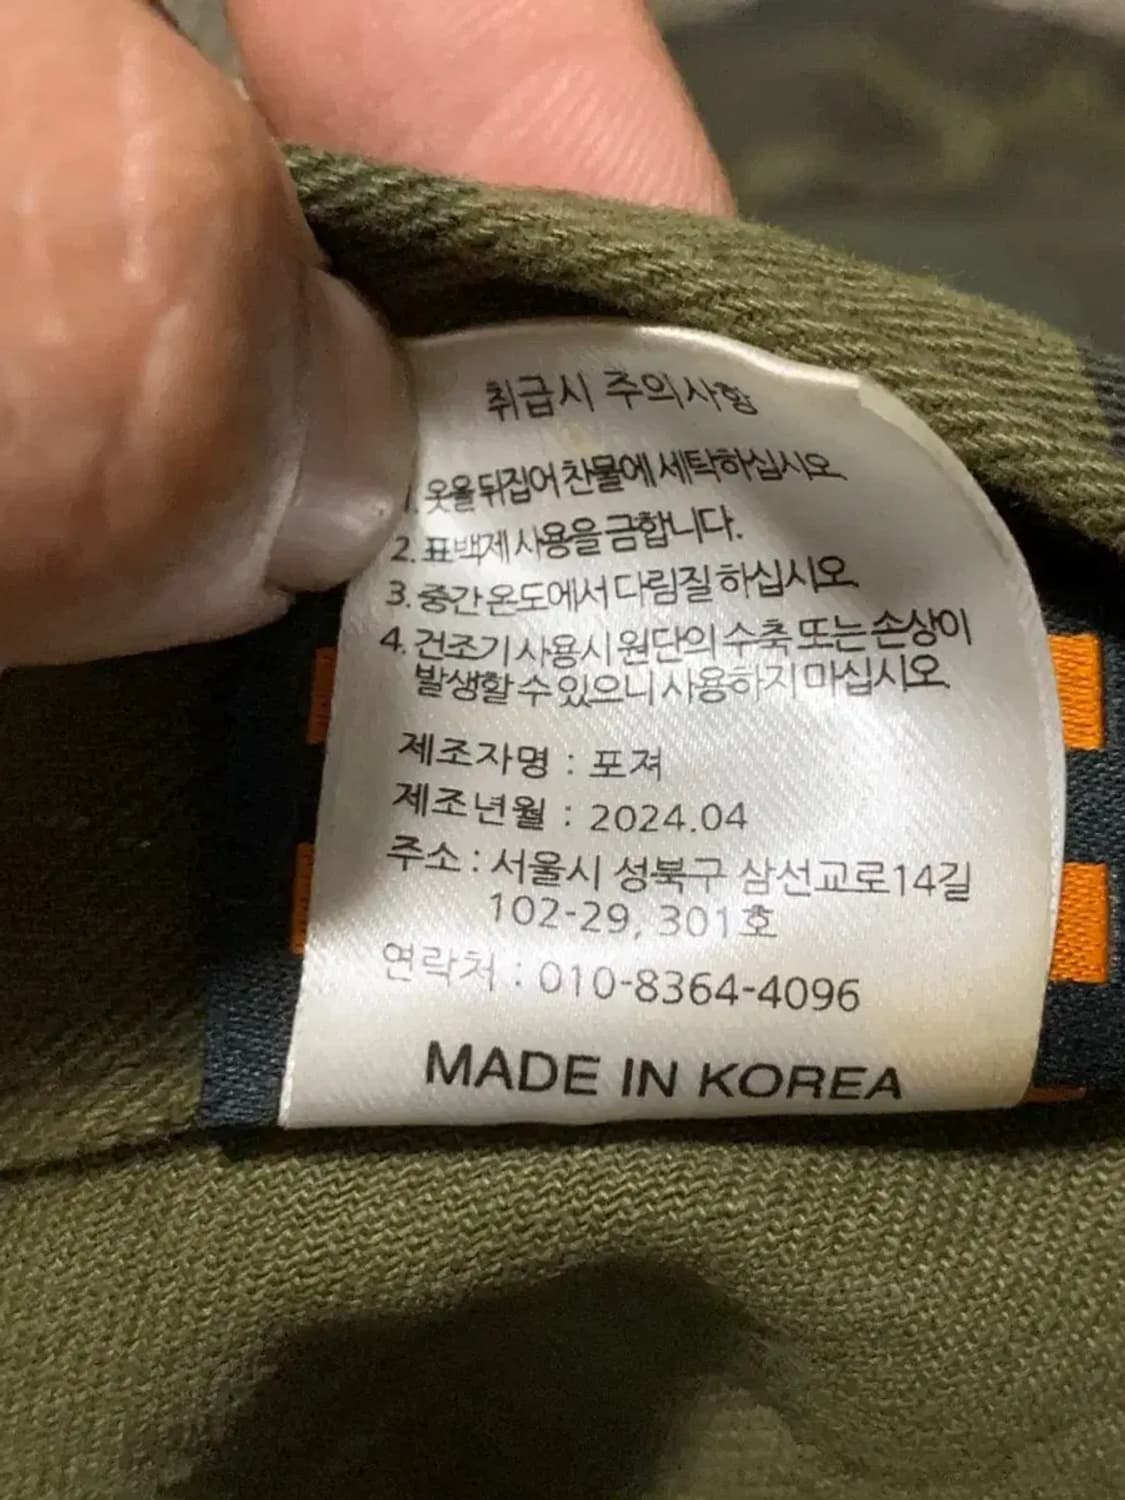 취급시 주의사항
1. 옷을 뒤집어 찬물에 세탁하십시오.
2. 표백제 사용을 금합니다.
3. 중간 온도에서 다림질 하십시오.
4. 건조기 사용시 원단의 수축 또는 손상이
발생할 수 있으니 사용하지 마십시오.
제조자명 : 포져
제조년월 : 2024.04
주소 : 서울시 성북구 삼선교로14길
102-29, 301호
연락처 : 010-8364-4096
MADE IN KOREA